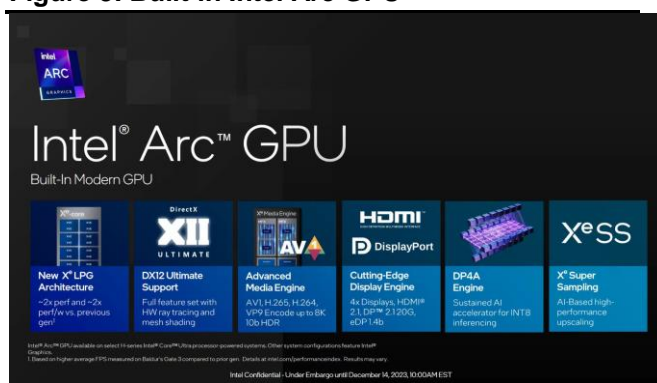 Figure 3: Built-in Intel Arc GPU
intel
ARC
GRAPHICS
Intel® Arc™ GPU
Built-In Modern GPU
DirectX
XII
ULTIMATE
Xᵉ Media Engine
AV1
HDMI
DisplayPort
XᵉSS
New Xᵉ LPG
Architecture
~2x perf and ~2x
perf/w vs. previous
gen¹
DX12 Ultimate
Support
Full feature set with
HW ray tracing and
mesh shading
Advanced
Media Engine
AV1, H.265, H.264,
VP9 Encode up to 8K
10b HDR
Cutting-Edge
Display Engine
4x Displays, HDMI®
2.1, DP™ 2.1 20G,
eDP 1.4b
DP4A
Engine
Sustained AI
accelerator for INT8
inferencing
Xᵉ Super
Sampling
AI-Based high-
performance
upscaling
Intel® Arc™ GPU available on select H-series Intel® Core™ Ultra processor-powered systems. Other system configurations feature Intel®
Graphics.
1. Based on higher average FPS measured on Baldur's Gate 3 compared to prior gen. Details at intel.com/performanceindex. Results may vary.
Intel Confidential - Under Embargo until December 14, 2023, 10:00AM EST